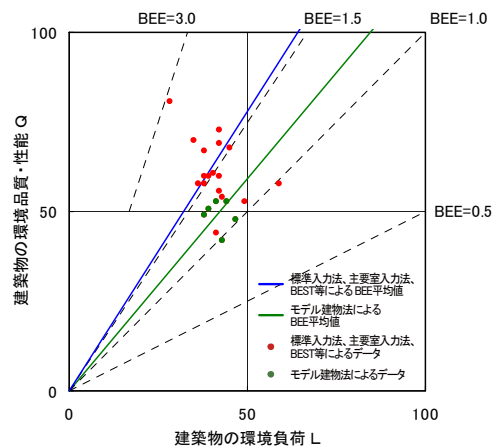 BEE=3.0
BEE=1.5
BEE=1.0
100
50
0
BEE=0.5
建築物の環境品質・性能 Q
標準入力法、主要室入力法、
BEST等による BEE平均値
モデル建物法による
BEE平均値
標準入力法、主要室入力法、
BEST等によるデータ
モデル建物法によるデータ
0
50
100
建築物の環境負荷 L